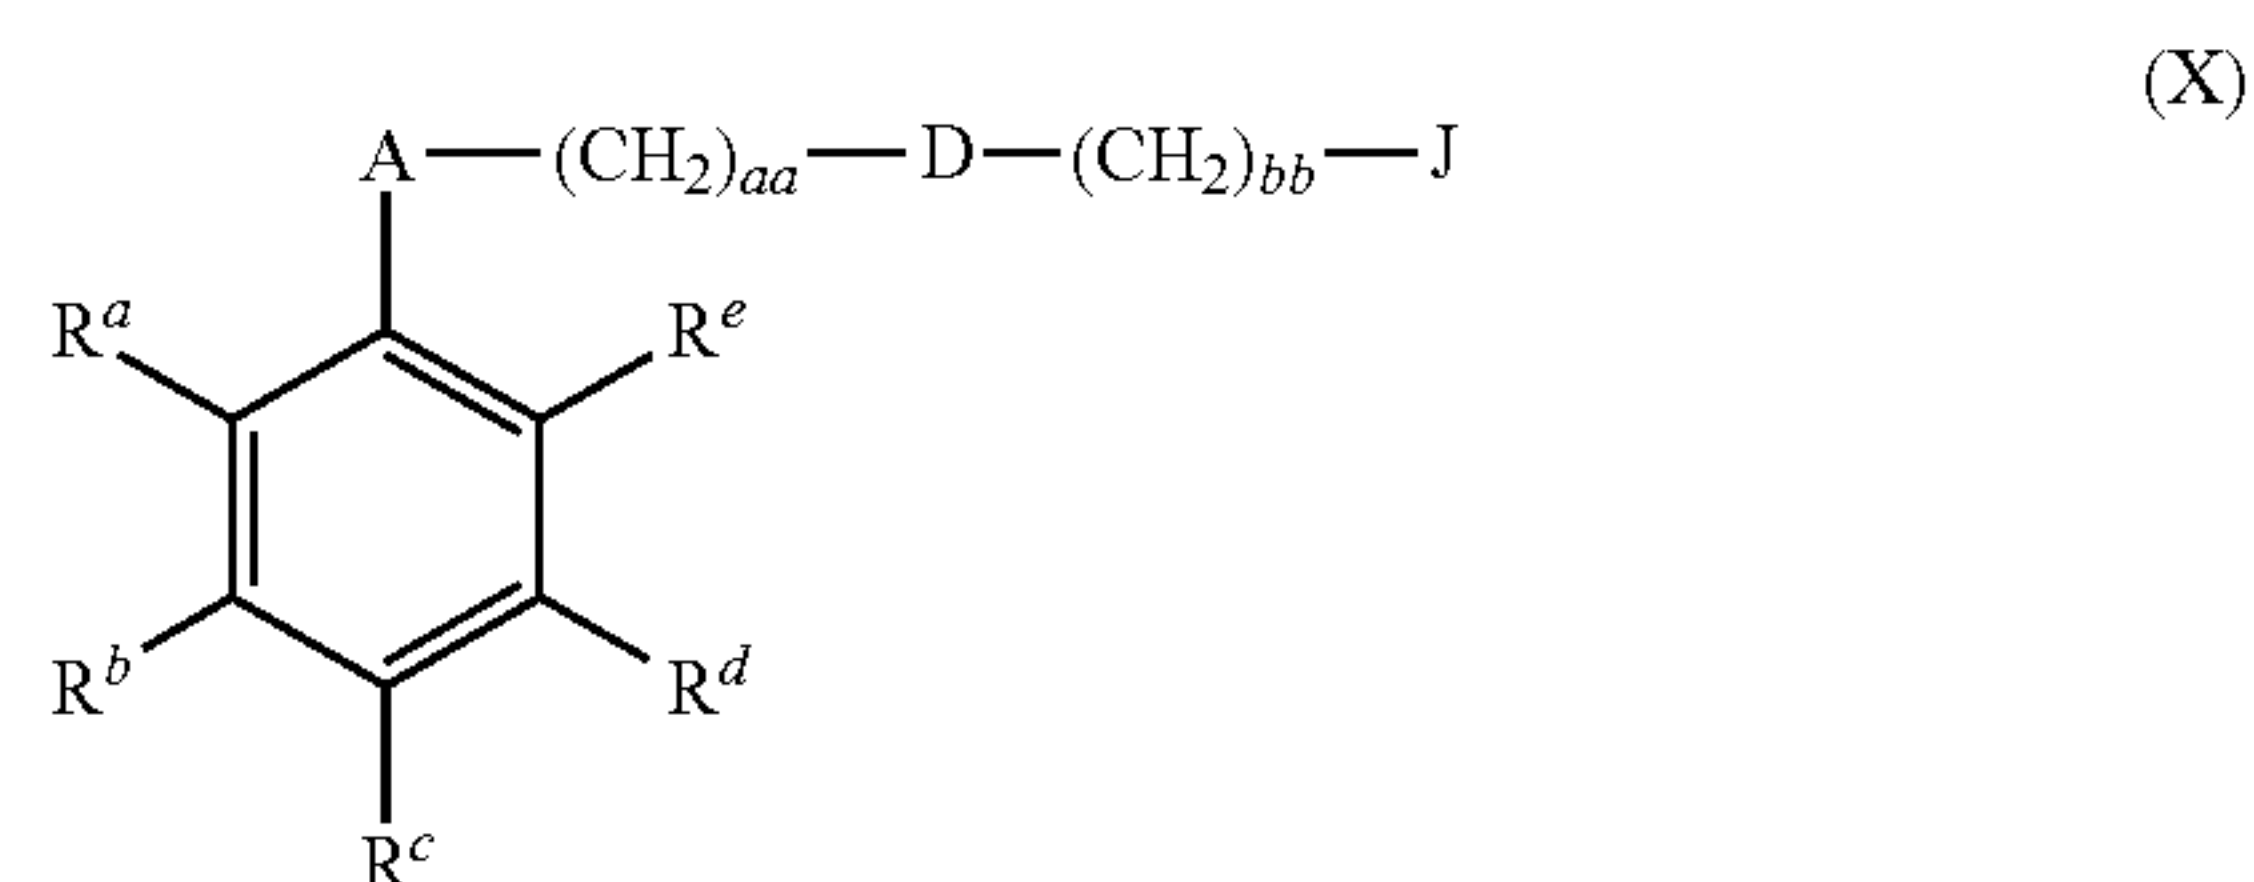 (X)
A—(CH₂)aa—D—(CH₂)bb—J
Rᵃ Rᵉ
Rᵇ Rᵈ
Rᶜ